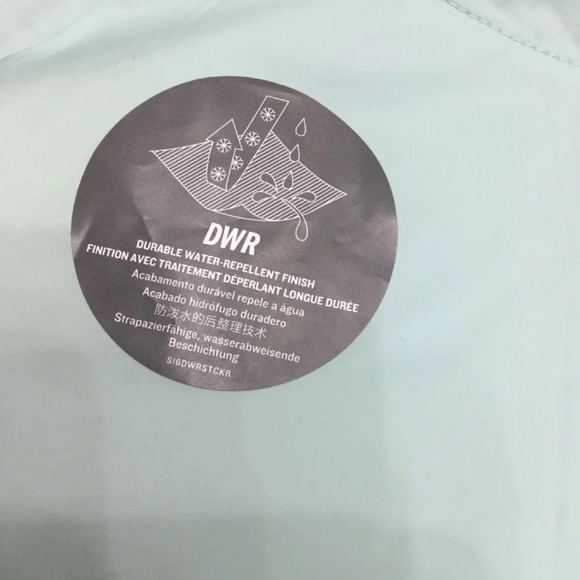 DWR
DURABLE WATER-REPELLENT FINISH
FINITION AVEC TRAITEMENT DÉPERLANT LONGUE DURÉE
Acabamento durável repele a água
Acabado hidrófugo duradero
防泼水的后整理技术
Strapazierfähige, wasserabweisende
Beschichtung
S16DWRSTCKR